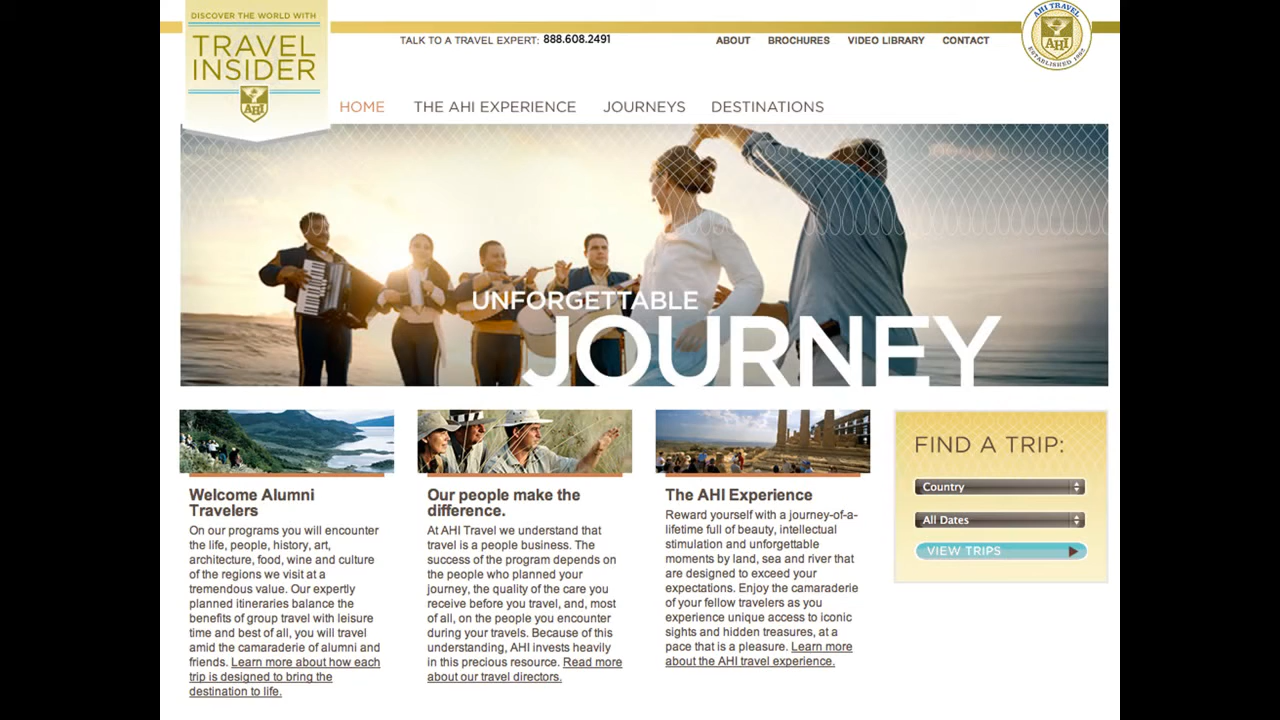 DISCOVER THE WORLD WITH
TRAVEL
INSIDER
AHI
TALK TO A TRAVEL EXPERT: 888.608.2491
ABOUT BROCHURES VIDEO LIBRARY CONTACT
AHI TRAVEL
AHI
ESTABLISHED 1962
HOME THE AHI EXPERIENCE JOURNEYS DESTINATIONS
UNFORGETTABLE
JOURNEY
Welcome Alumni
Travelers
On our programs you will encounter
the life, people, history, art,
architecture, food, wine and culture
of the regions we visit at a
tremendous value. Our expertly
planned itineraries balance the
benefits of group travel with leisure
time and best of all, you will travel
amid the camaraderie of alumni and
friends. Learn more about how each
trip is designed to bring the
destination to life.
Our people make the
difference.
At AHI Travel we understand that
travel is a people business. The
success of the program depends on
the people who planned your
journey, the quality of the care you
receive before you travel, and, most
of all, on the people you encounter
during your travels. Because of this
understanding, AHI invests heavily
in this precious resource. Read more
about our travel directors.
The AHI Experience
Reward yourself with a journey-of-a-
lifetime full of beauty, intellectual
stimulation and unforgettable
moments by land, sea and river that
are designed to exceed your
expectations. Enjoy the camaraderie
of your fellow travelers as you
experience unique access to iconic
sights and hidden treasures, at a
pace that is a pleasure. Learn more
about the AHI travel experience.
FIND A TRIP:
Country
All Dates
VIEW TRIPS